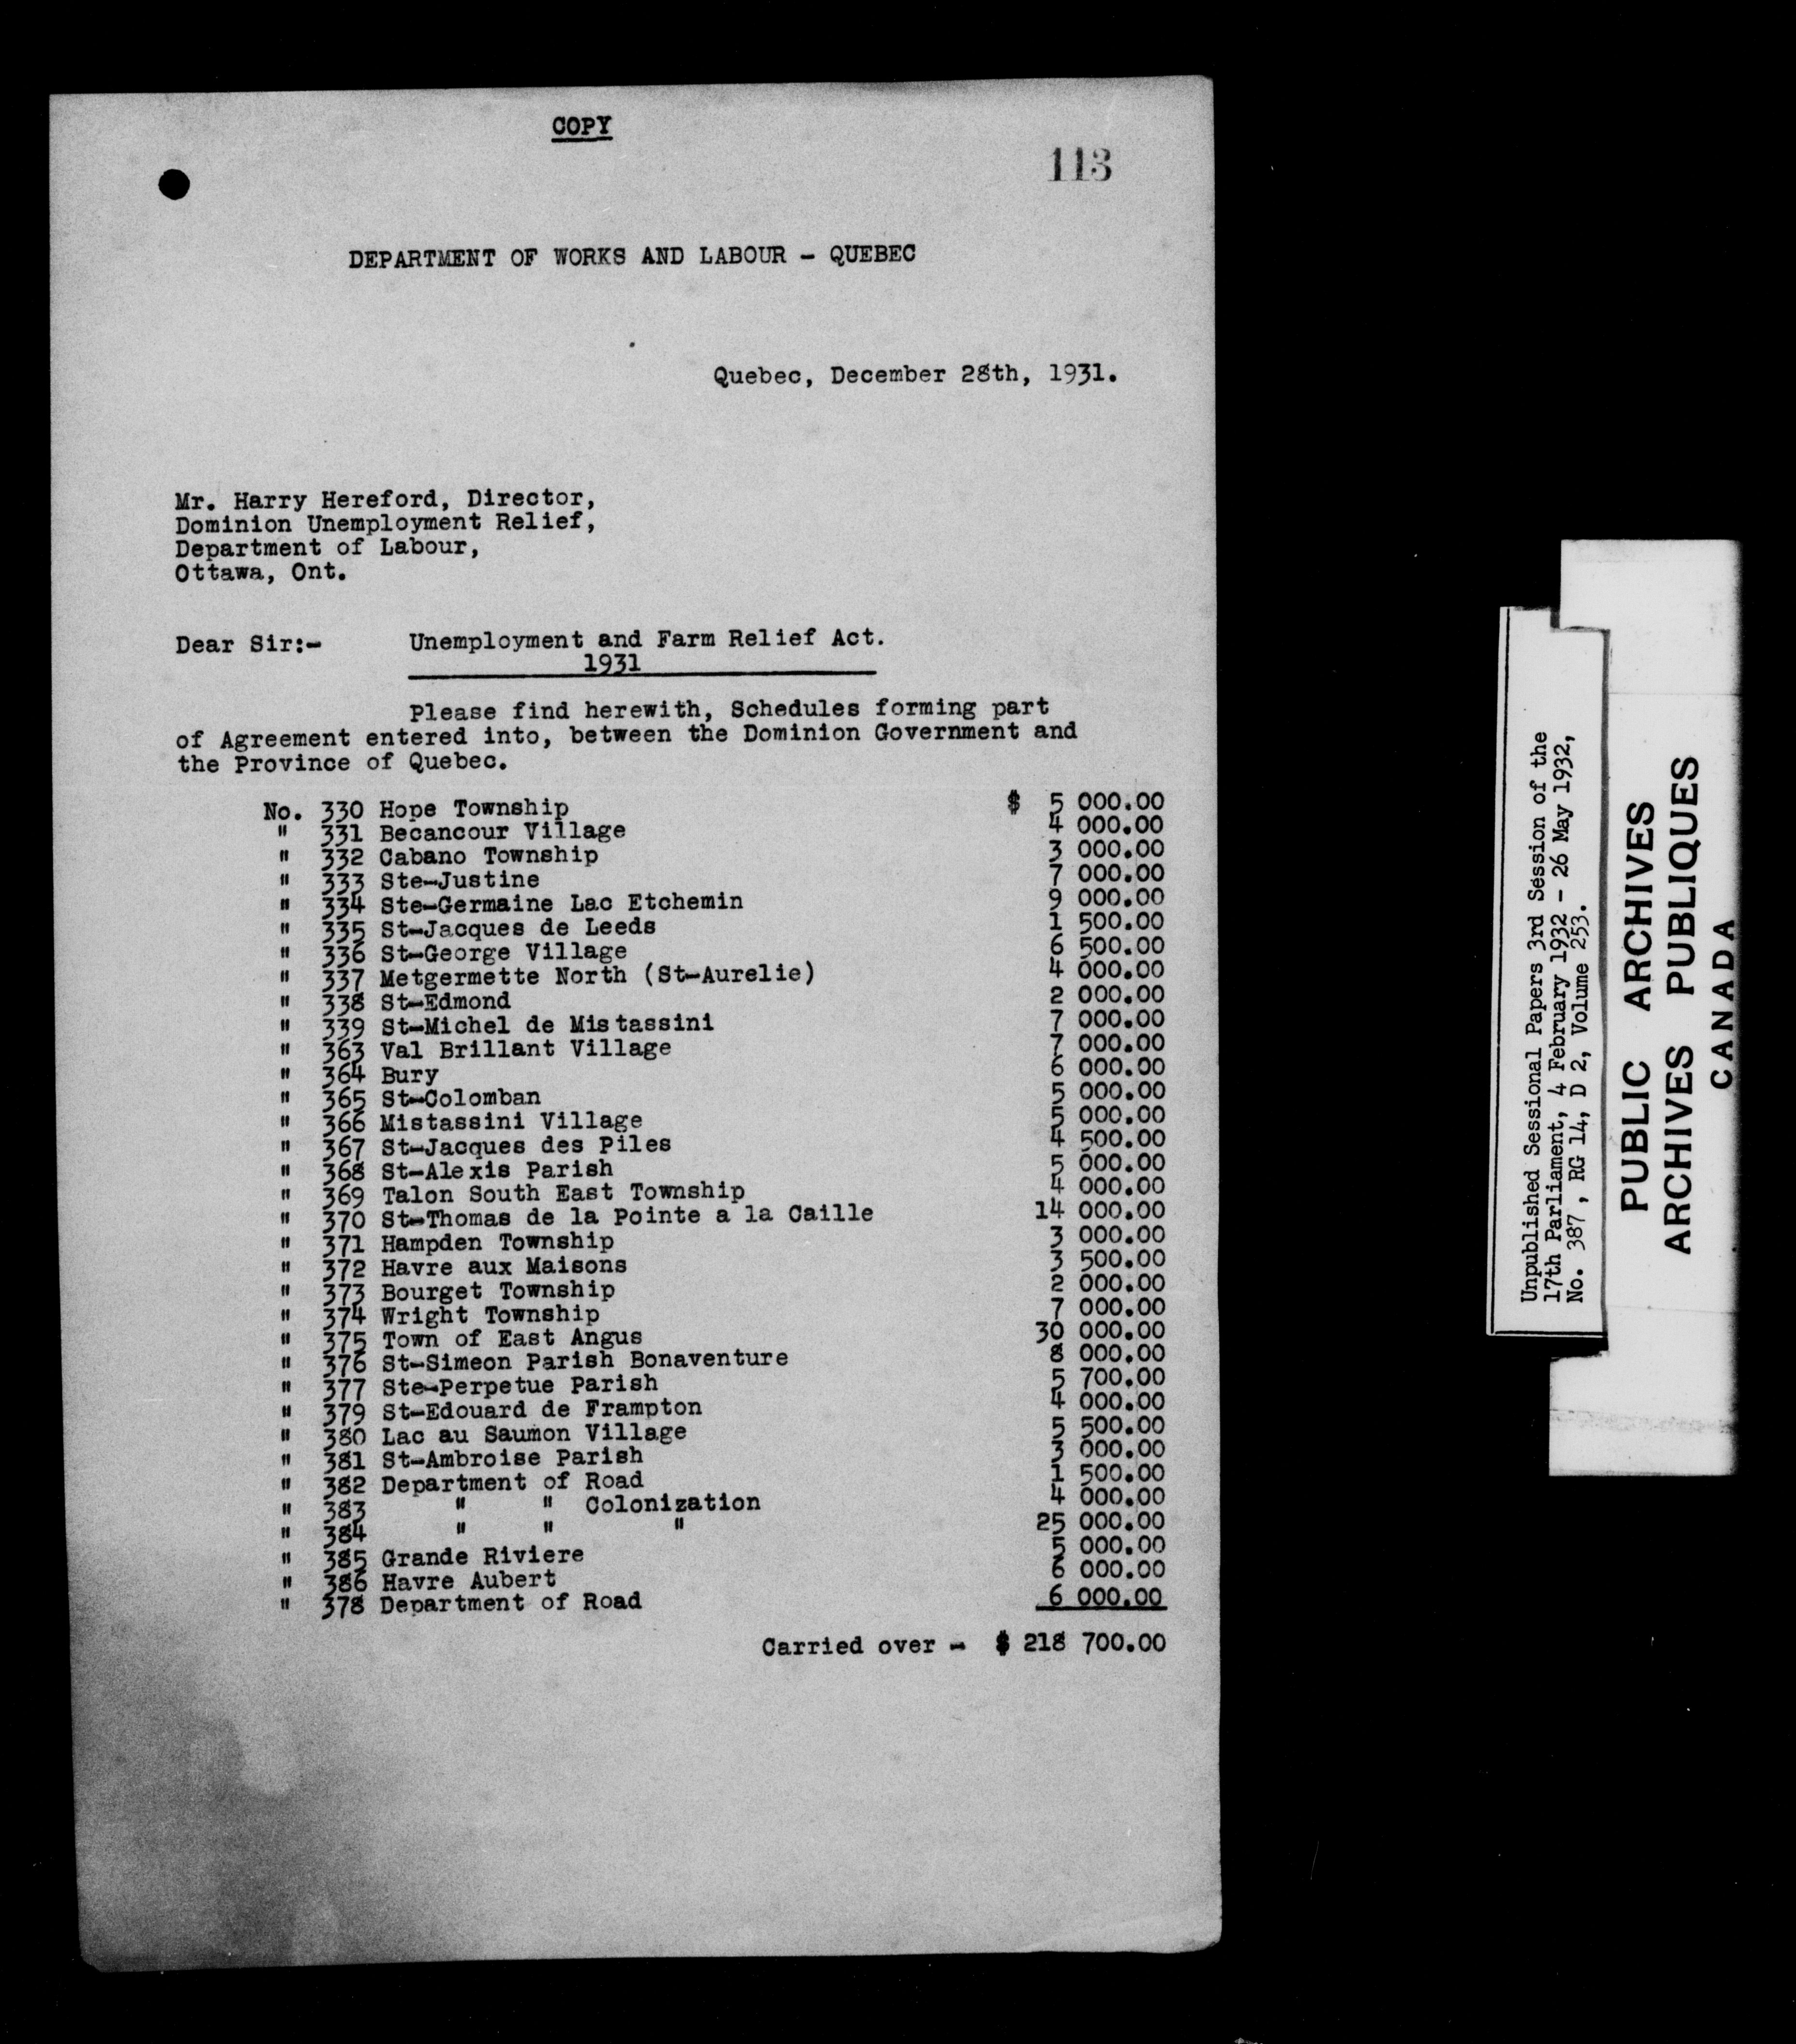 COPY
113
DEPARTMENT OF WORKS AND LABOUR - QUEBEC
Quebec, December 28th, 1931.
Mr. Harry Hereford, Director,
Dominion Unemployment Relief,
Department of Labour,
Ottawa, Ont.
Dear Sir:- Unemployment and Farm Relief Act.
1931
Please find herewith, Schedules forming part
of Agreement entered into, between the Dominion Government and
the Province of Quebec.
No. 330 Hope Township $ 5 000.00
" 331 Becancour Village 4 000.00
" 332 Cabano Township 3 000.00
" 333 Ste-Justine 7 000.00
" 334 Ste-Germaine Lac Etchemin 9 000.00
" 335 St-Jacques de Leeds 1 500.00
" 336 St-George Village 6 500.00
" 337 Metgermette North (St-Aurelie) 4 000.00
" 338 St-Edmond 2 000.00
" 339 St-Michel de Mistassini 7 000.00
" 363 Val Brillant Village 7 000.00
" 364 Bury 6 000.00
" 365 St-Colomban 5 000.00
" 366 Mistassini Village 5 000.00
" 367 St-Jacques des Piles 4 500.00
" 368 St-Alexis Parish 5 000.00
" 369 Talon South East Township 4 000.00
" 370 St-Thomas de la Pointe a la Caille 14 000.00
" 371 Hampden Township 3 000.00
" 372 Havre aux Maisons 3 500.00
" 373 Bourget Township 2 000.00
" 374 Wright Township 7 000.00
" 375 Town of East Angus 30 000.00
" 376 St-Simeon Parish Bonaventure 8 000.00
" 377 Ste-Perpetue Parish 5 700.00
" 379 St-Edouard de Frampton 4 000.00
" 380 Lac au Saumon Village 5 500.00
" 381 St-Ambroise Parish 3 000.00
" 382 Department of Road 1 500.00
" 383 " " Colonization 4 000.00
" 384 " " " 25 000.00
" 385 Grande Riviere 5 000.00
" 386 Havre Aubert 6 000.00
" 378 Department of Road 6 000.00
Carried over - $ 218 700.00
Unpublished Sessional Papers 3rd Session of the
17th Parliament, 4 February 1932 - 26 May 1932,
No. 387, RG 14, D 2, Volume 253.
PUBLIC ARCHIVES
ARCHIVES PUBLIQUES
CANADA